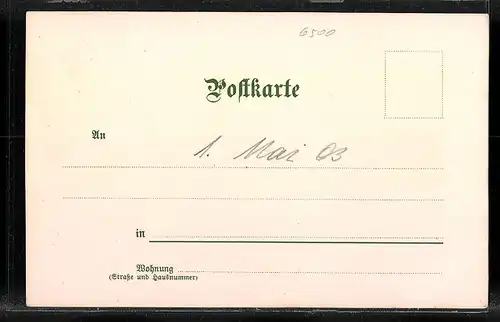 6500
Postkarte
An
1. Mai 03
in
Wohnung
(Straße und Hausnummer)